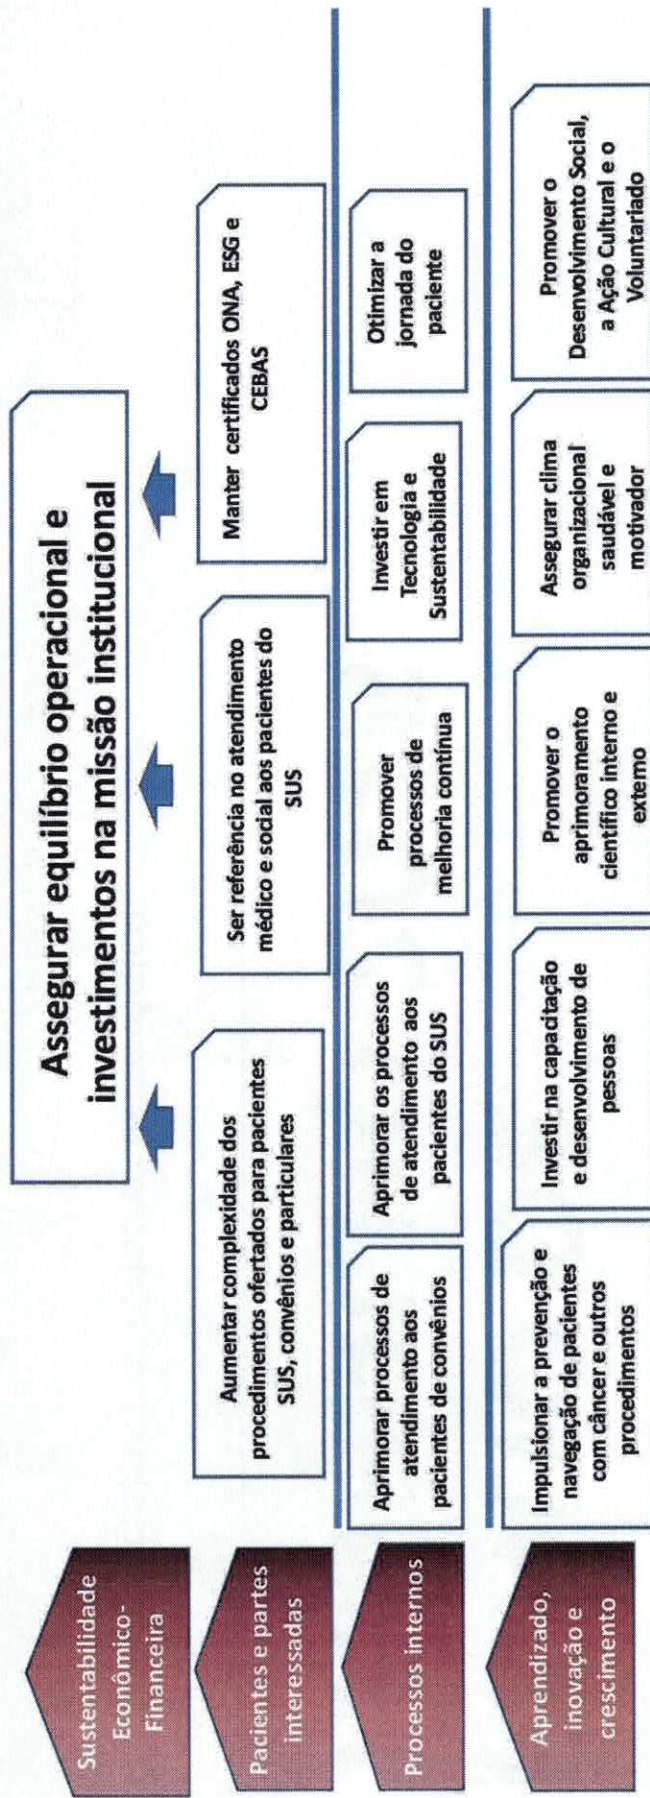 Sustentabilidade
Econômico-
Financeira
Assegurar equilíbrio operacional e
investimentos na missão institucional
Pacientes e partes
interessadas
Aumentar complexidade dos
procedimentos ofertados para pacientes
SUS, convênios e particulares
Ser referência no atendimento
médico e social aos pacientes do
SUS
Manter certificados ONA, ESG e
CEBAS
Processos internos
Aprimorar processos de
atendimento aos
pacientes de convênios
Aprimorar os processos
de atendimento aos
pacientes do SUS
Promover
processos de
melhoria contínua
Investir em
Tecnologia e
Sustentabilidade
Otimizar a
jornada do
paciente
Aprendizado,
inovação e
crescimento
Impulsionar a prevenção e
navegação de pacientes
com câncer e outros
procedimentos
Investir na capacitação
e desenvolvimento de
pessoas
Promover o
aprimoramento
científico interno e
externo
Assegurar clima
organizacional
saudável e
motivador
Promover o
Desenvolvimento Social,
a Ação Cultural e o
Voluntariado